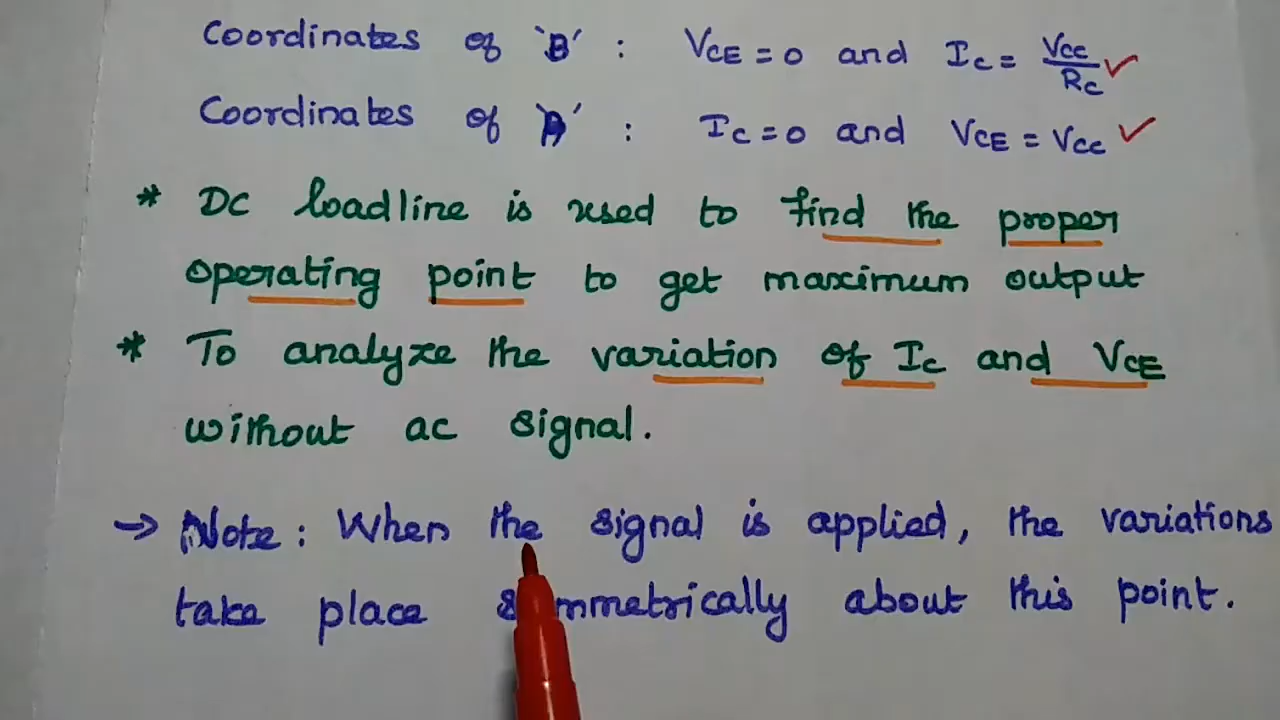 Coordinates of 'B' : VCE = 0 and IC = VCC/RC ✓
Coordinates of 'A' : IC = 0 and VCE = VCC ✓
* DC loadline is used to find the proper
operating point to get maximum output
* To analyze the variation of IC and VCE
without ac signal.
→ Note : When the signal is applied, the variations
take place symmetrically about this point.